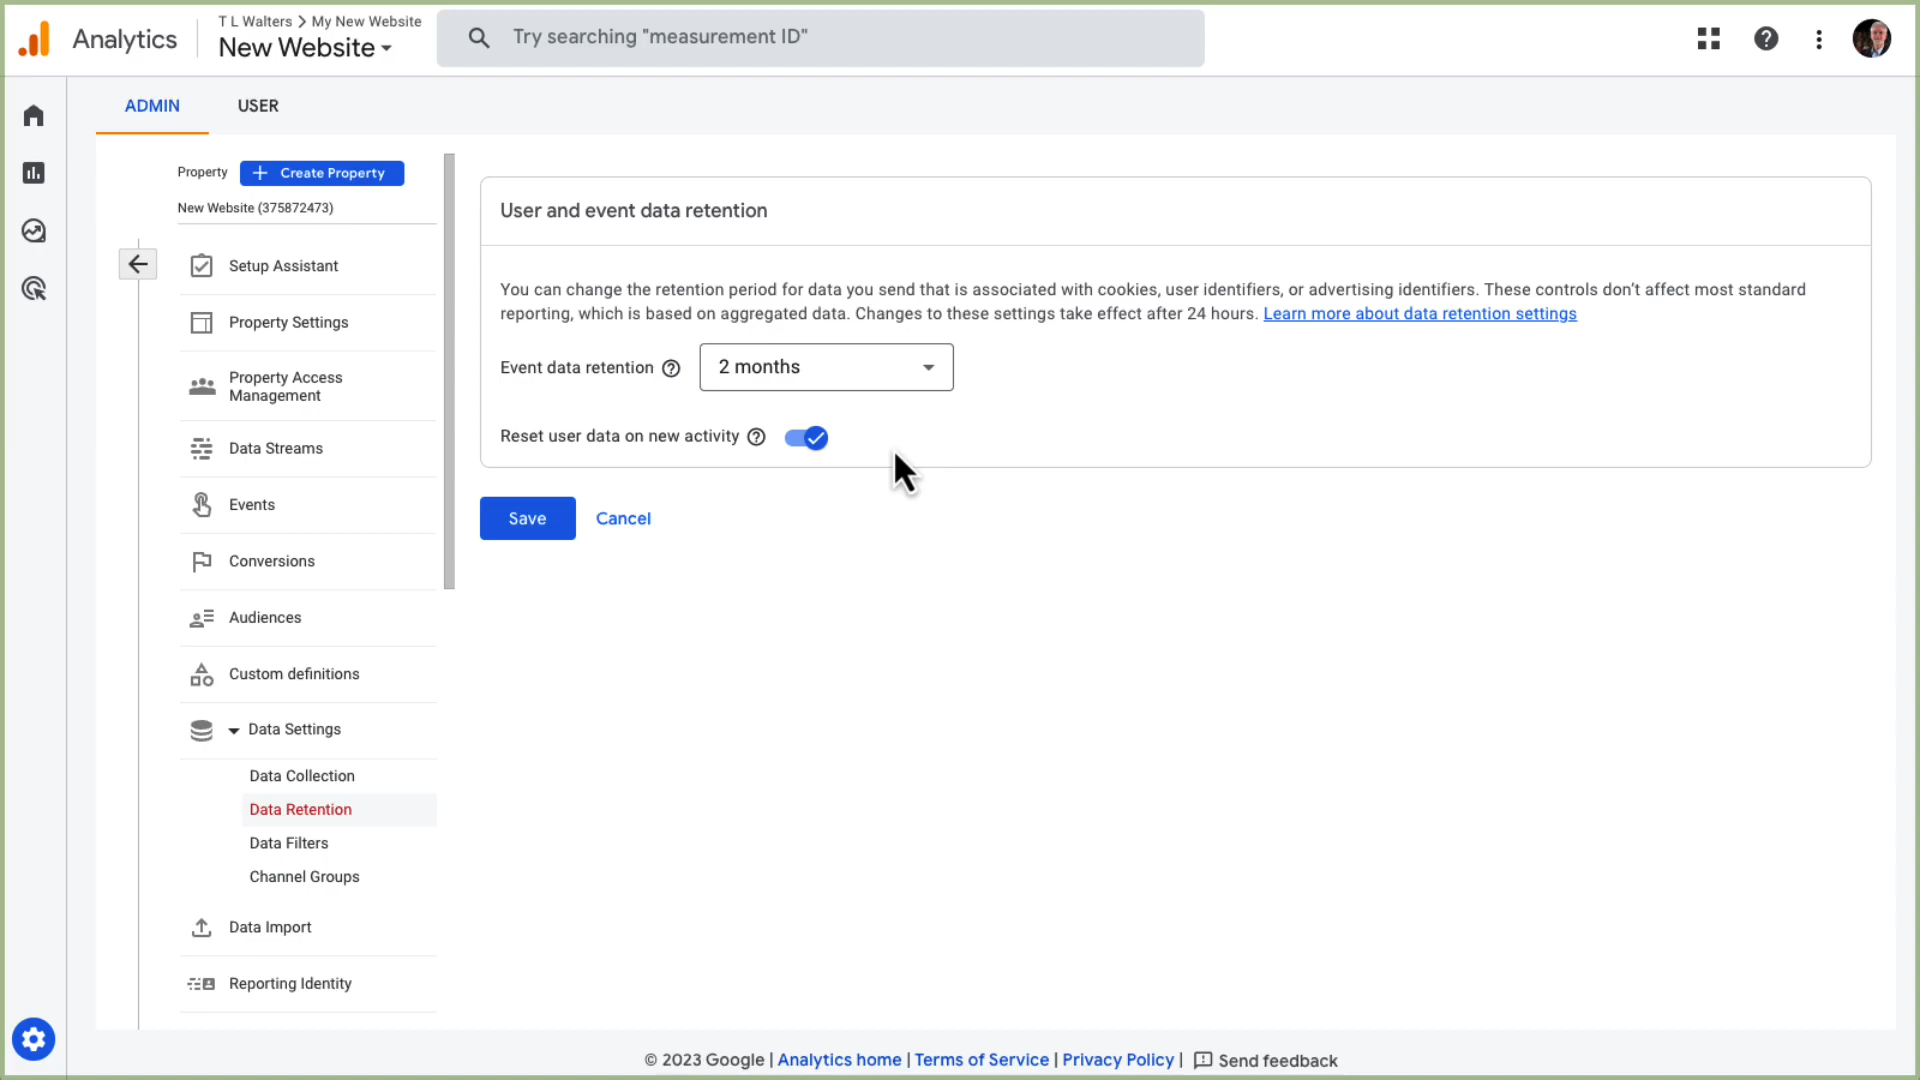 Analytics
T L Walters > My New Website
New Website
Try searching "measurement ID"
ADMIN
USER
Property
Create Property
New Website (375872473)
Setup Assistant
Property Settings
Property Access
Management
Data Streams
Events
Conversions
Audiences
Custom definitions
Data Settings
Data Collection
Data Retention
Data Filters
Channel Groups
Data Import
Reporting Identity
User and event data retention
You can change the retention period for data you send that is associated with cookies, user identifiers, or advertising identifiers. These controls don't affect most standard
reporting, which is based on aggregated data. Changes to these settings take effect after 24 hours. Learn more about data retention settings
Event data retention
2 months
Reset user data on new activity
Save
Cancel
© 2023 Google | Analytics home | Terms of Service | Privacy Policy | Send feedback